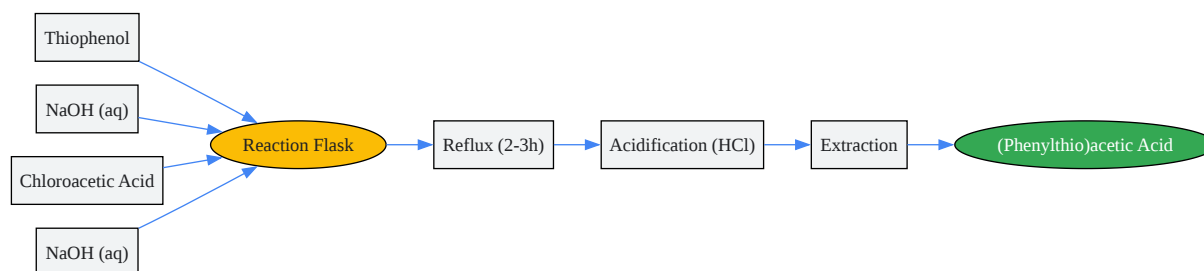 Thiophenol
NaOH (aq)
Chloroacetic Acid
NaOH (aq)
Reaction Flask
Reflux (2-3h)
Acidification (HCl)
Extraction
(Phenylthio)acetic Acid